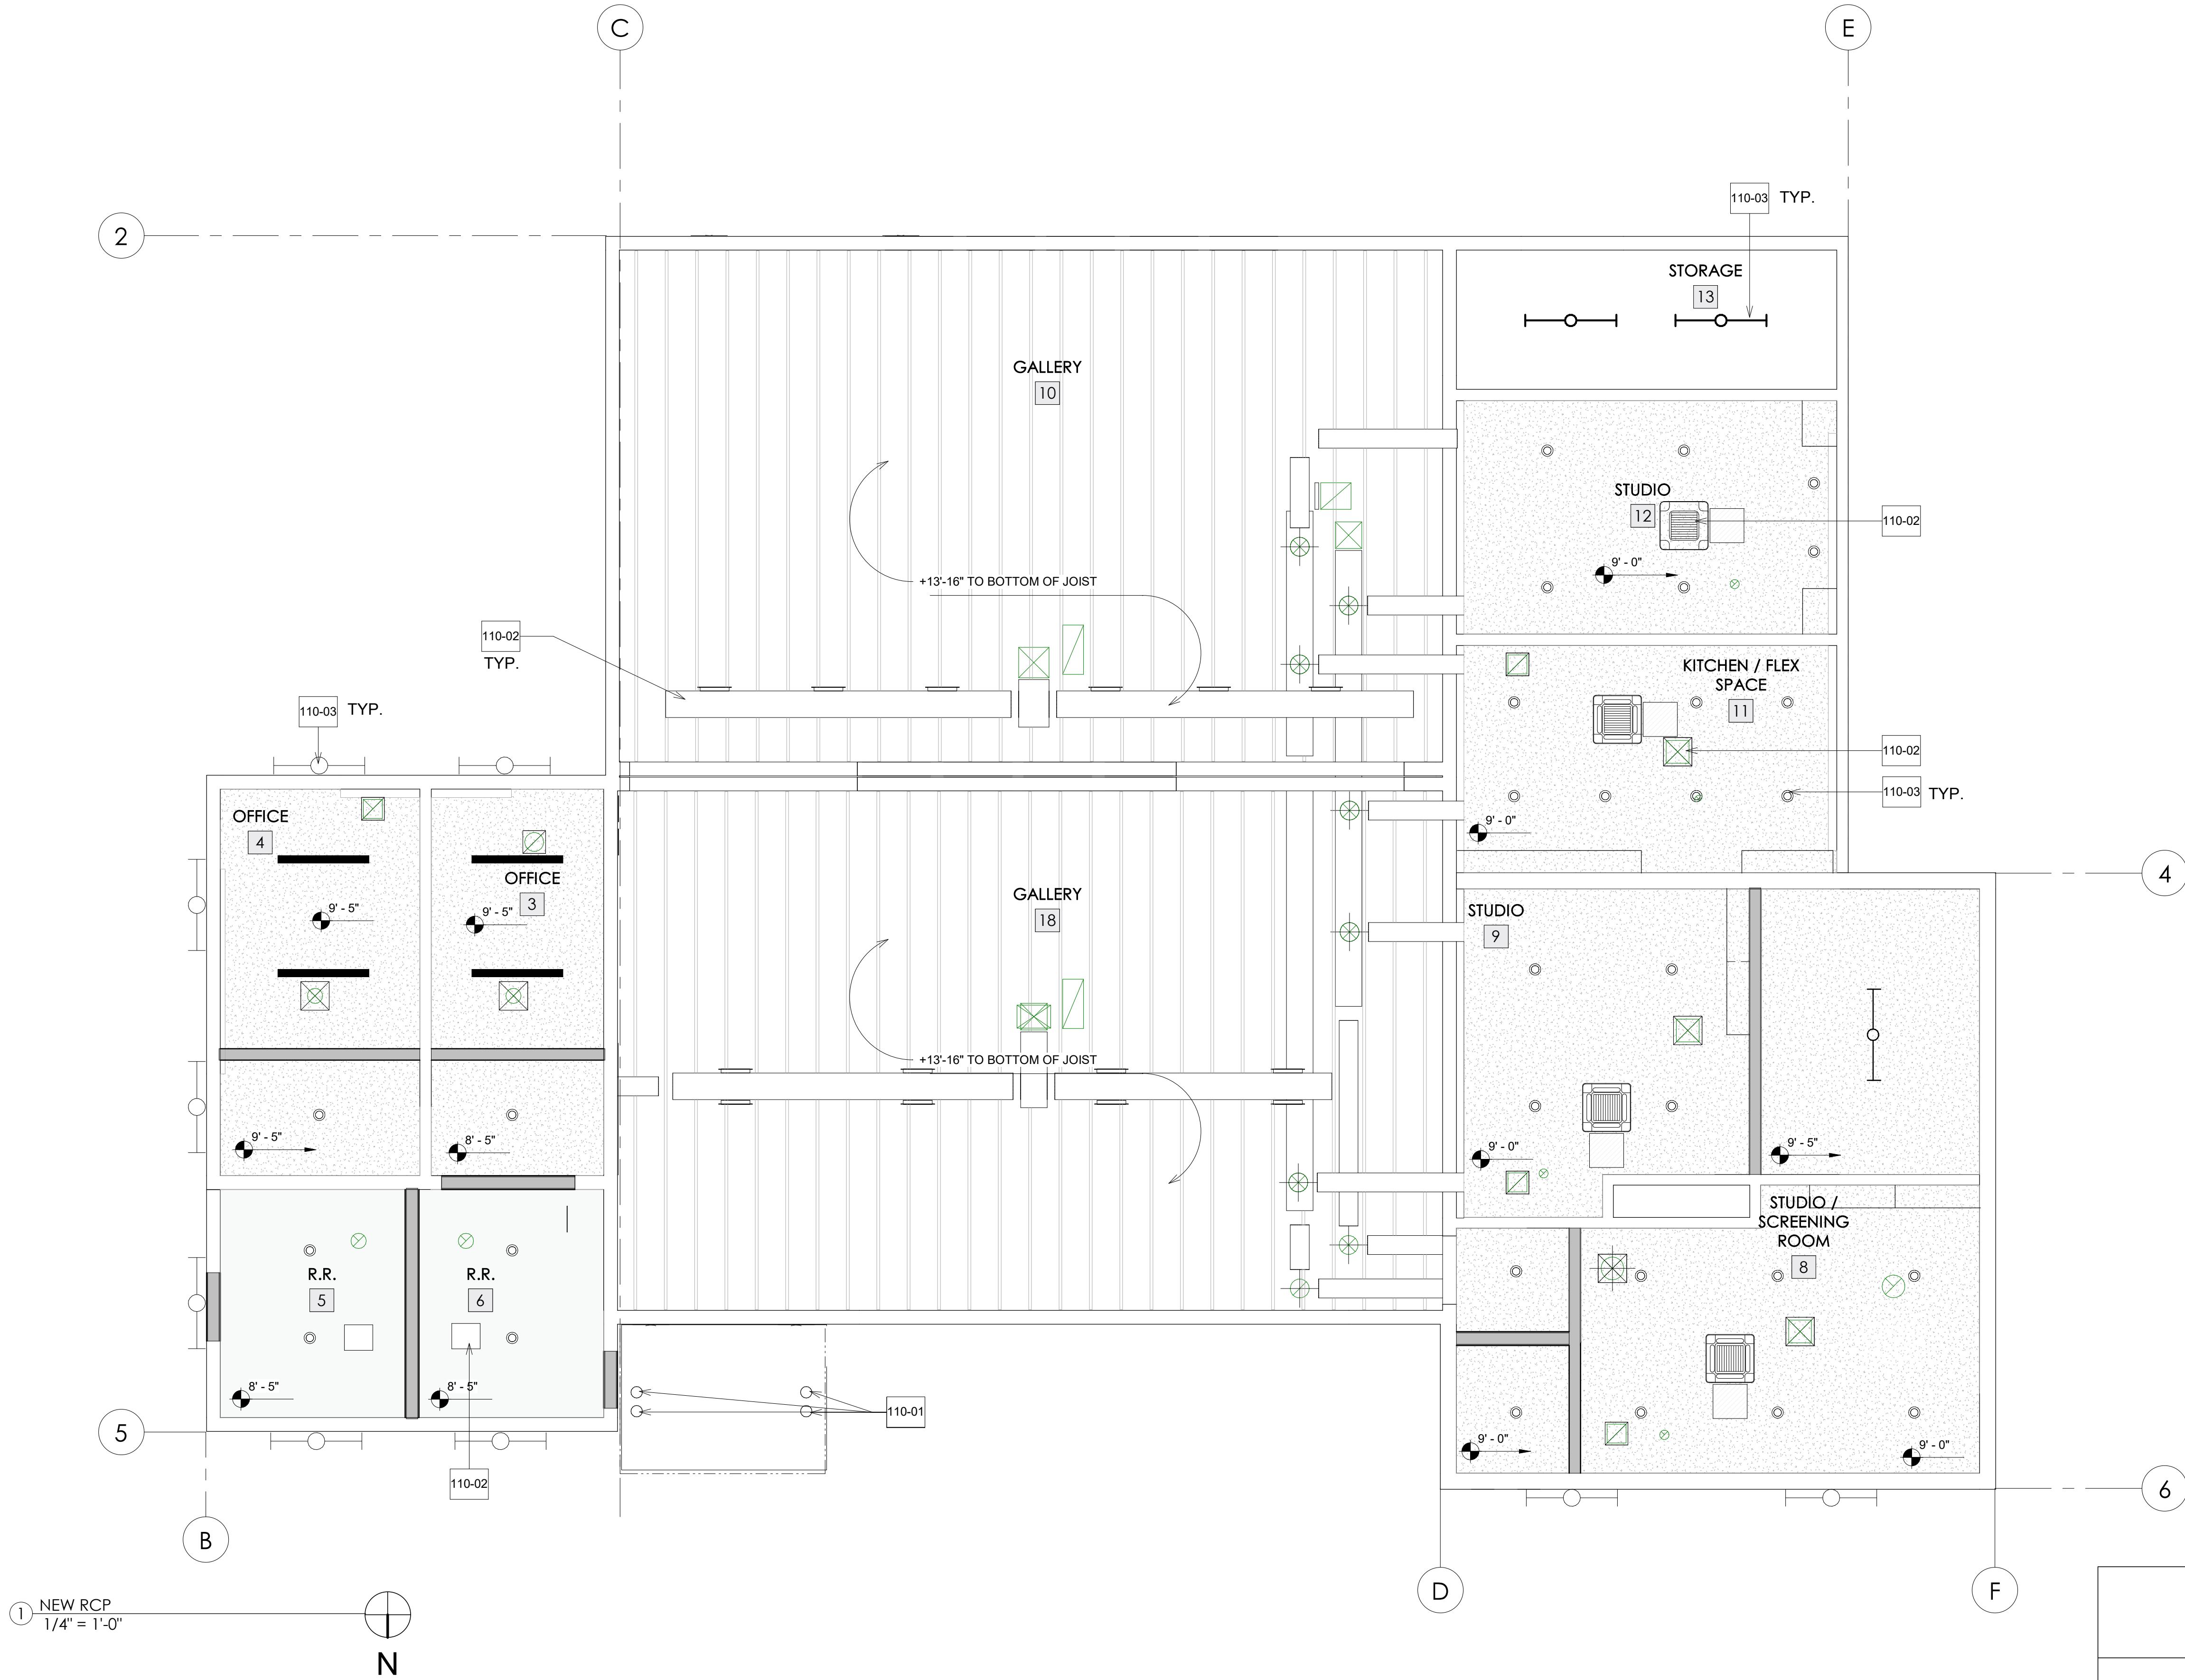 C
E
2
110-03 TYP.
STORAGE
13
GALLERY
10
STUDIO
12
110-02
9' - 0"
+13'-16" TO BOTTOM OF JOIST
110-02
TYP.
KITCHEN / FLEX
SPACE
11
110-03 TYP.
110-02
110-03 TYP.
OFFICE
4
9' - 0"
OFFICE
3
4
GALLERY
18
STUDIO
9
9' - 5"
9' - 5"
+13'-16" TO BOTTOM OF JOIST
9' - 5"
8' - 5"
9' - 0"
9' - 5"
STUDIO /
SCREENING
ROOM
8
R.R.
5
R.R.
6
8' - 5"
8' - 5"
110-01
5
9' - 0"
9' - 0"
110-02
6
B
D
F
1 NEW RCP
1/4" = 1'-0"
N